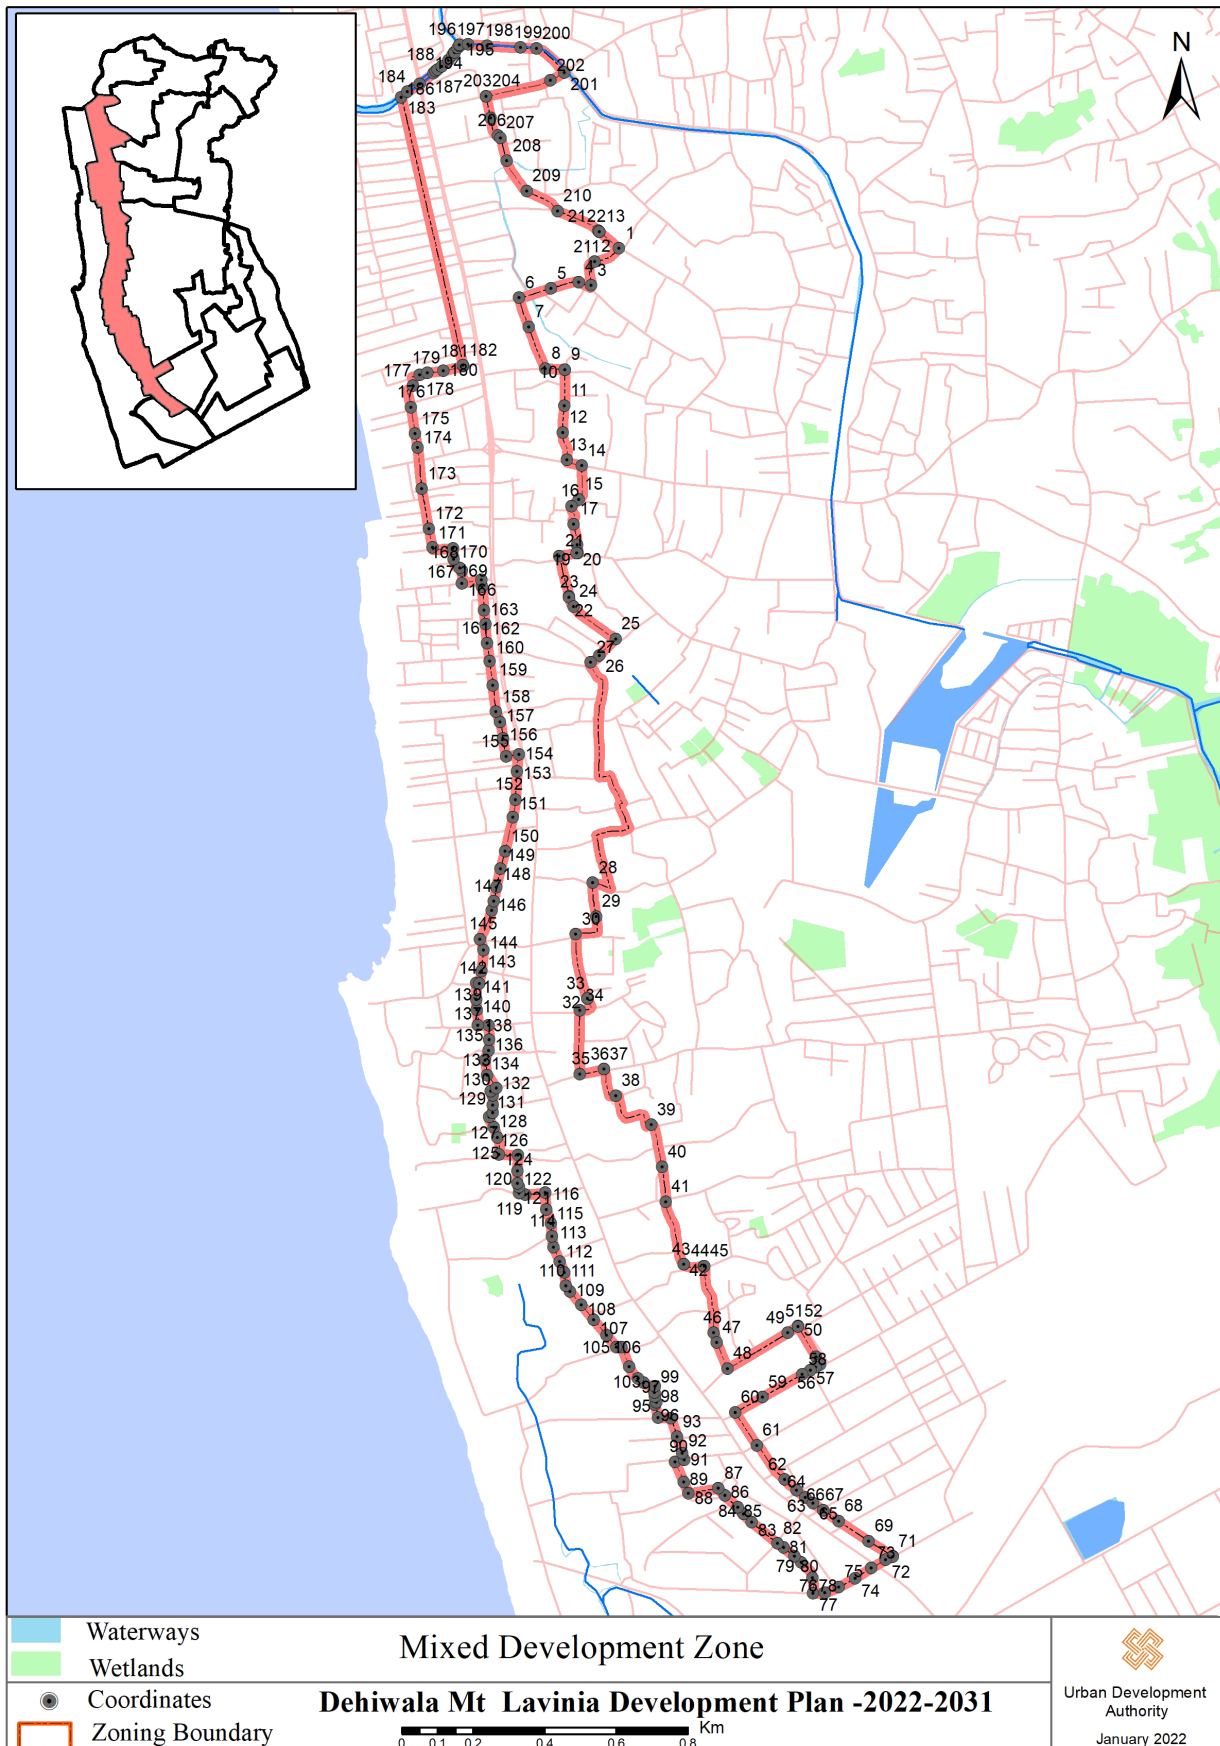 N
196 197 198 199 200
188 195
184 194 202
186 187 203 204 201
183
206 207
208
209
210
212 213
1
211 2
4 3
5
6
7
8 9
10
181 182
179 180
177 178
176 11
175 12
174 13 14
173 15
16
17
172
171 21
168 170 19 20
167 169 23
166 24
22
163 25
161 162 27
160 26
159
158
157
156
155 154
153
152
151
150
149
148 28
147
146 29
145 30
144
143
142
141 33
139 34
140 32
137
138
135
136 36 37
133 35
134
130 132 38
129
131
128 39
127
126
125 124 40
120 122
119 121 116 41
115
114
113
112 43 44 45
110 111 42
109
108 46 51 52
107 47 49 50
105 106
48 58
103 99 56 57
97 98 59
95 96 60
93
92 61
90 91
89 87 62
88 86 64
84 85 63 66 67
65 68
83 82 69
81 71
79 80 73
72
76 78 75
77 74
Waterways
Wetlands
Coordinates
Zoning Boundary
Mixed Development Zone
Dehiwala Mt Lavinia Development Plan -2022-2031
Km
0 0.1 0.2 0.4 0.6 0.8
Urban Development
Authority
January 2022